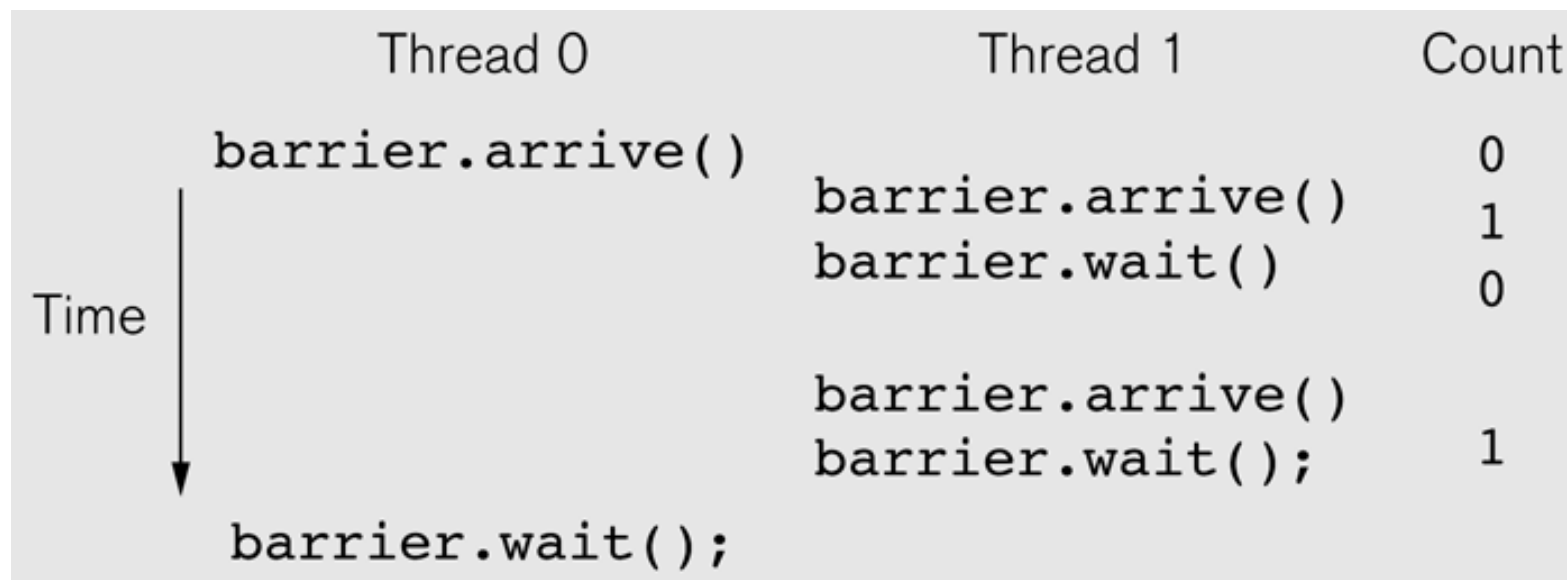 Thread 0 Thread 1 Count
barrier.arrive() 0
barrier.arrive() 1
barrier.wait() 0
Time
barrier.arrive()
barrier.wait(); 1
barrier.wait();